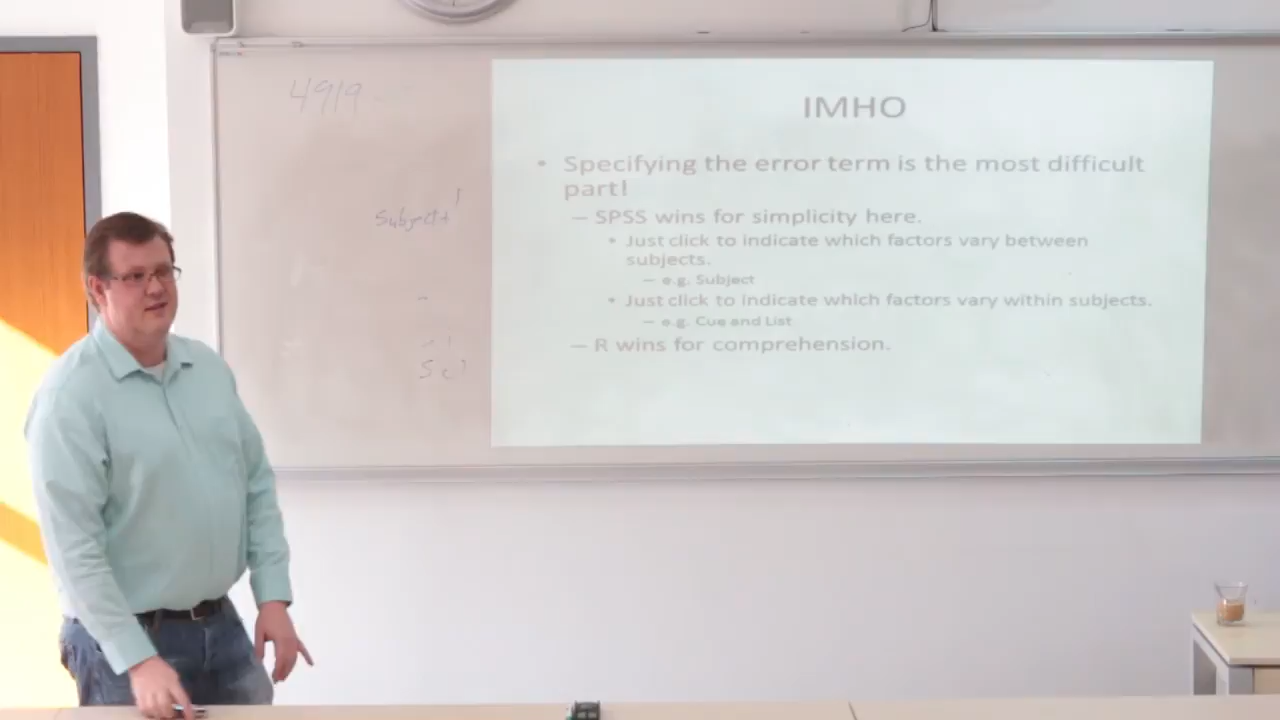 4919
Subject
IMHO
• Specifying the error term is the most difficult
part!
– SPSS wins for simplicity here.
• Just click to indicate which factors vary between
subjects.
– e.g. Subject
• Just click to indicate which factors vary within subjects.
– e.g. Cue and List
– R wins for comprehension.